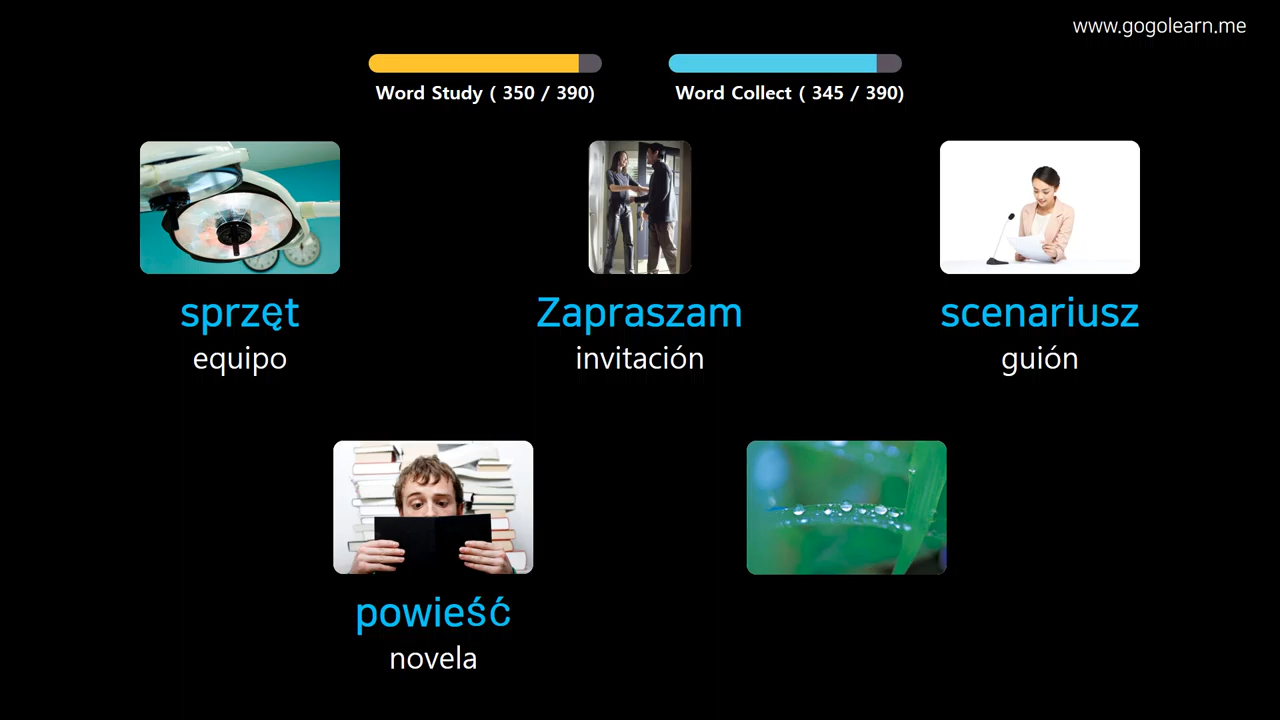 www.gogolearn.me
Word Study ( 350 / 390)
Word Collect ( 345 / 390)
sprzęt
equipo
Zapraszam
invitación
scenariusz
guión
powieść
novela